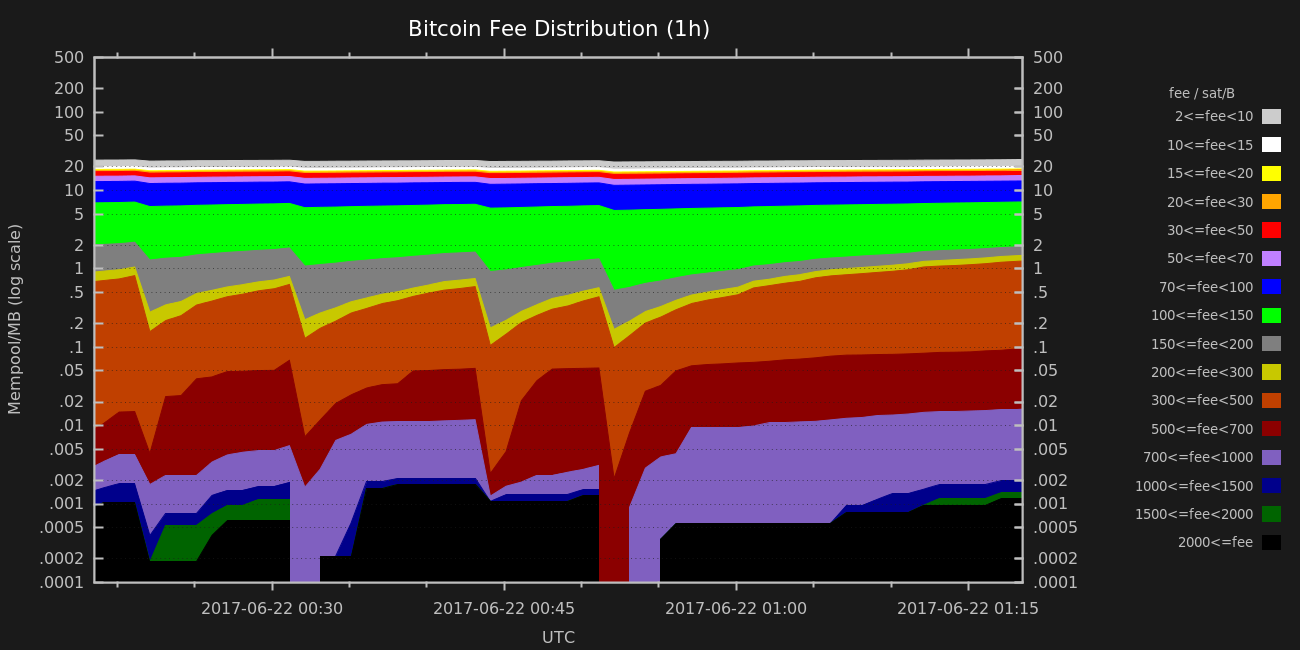 Bitcoin Fee Distribution (1h)
Mempool/MB (log scale)
500
200
100
50
20
10
5
2
1
.5
.2
.1
.05
.02
.01
.005
.002
.001
.0005
.0002
.0001
500
200
100
50
20
10
5
2
1
.5
.2
.1
.05
.02
.01
.005
.002
.001
.0005
.0002
.0001
2017-06-22 00:30
2017-06-22 00:45
2017-06-22 01:00
2017-06-22 01:15
UTC
fee / sat/B
2<=fee<10
10<=fee<15
15<=fee<20
20<=fee<30
30<=fee<50
50<=fee<70
70<=fee<100
100<=fee<150
150<=fee<200
200<=fee<300
300<=fee<500
500<=fee<700
700<=fee<1000
1000<=fee<1500
1500<=fee<2000
2000<=fee